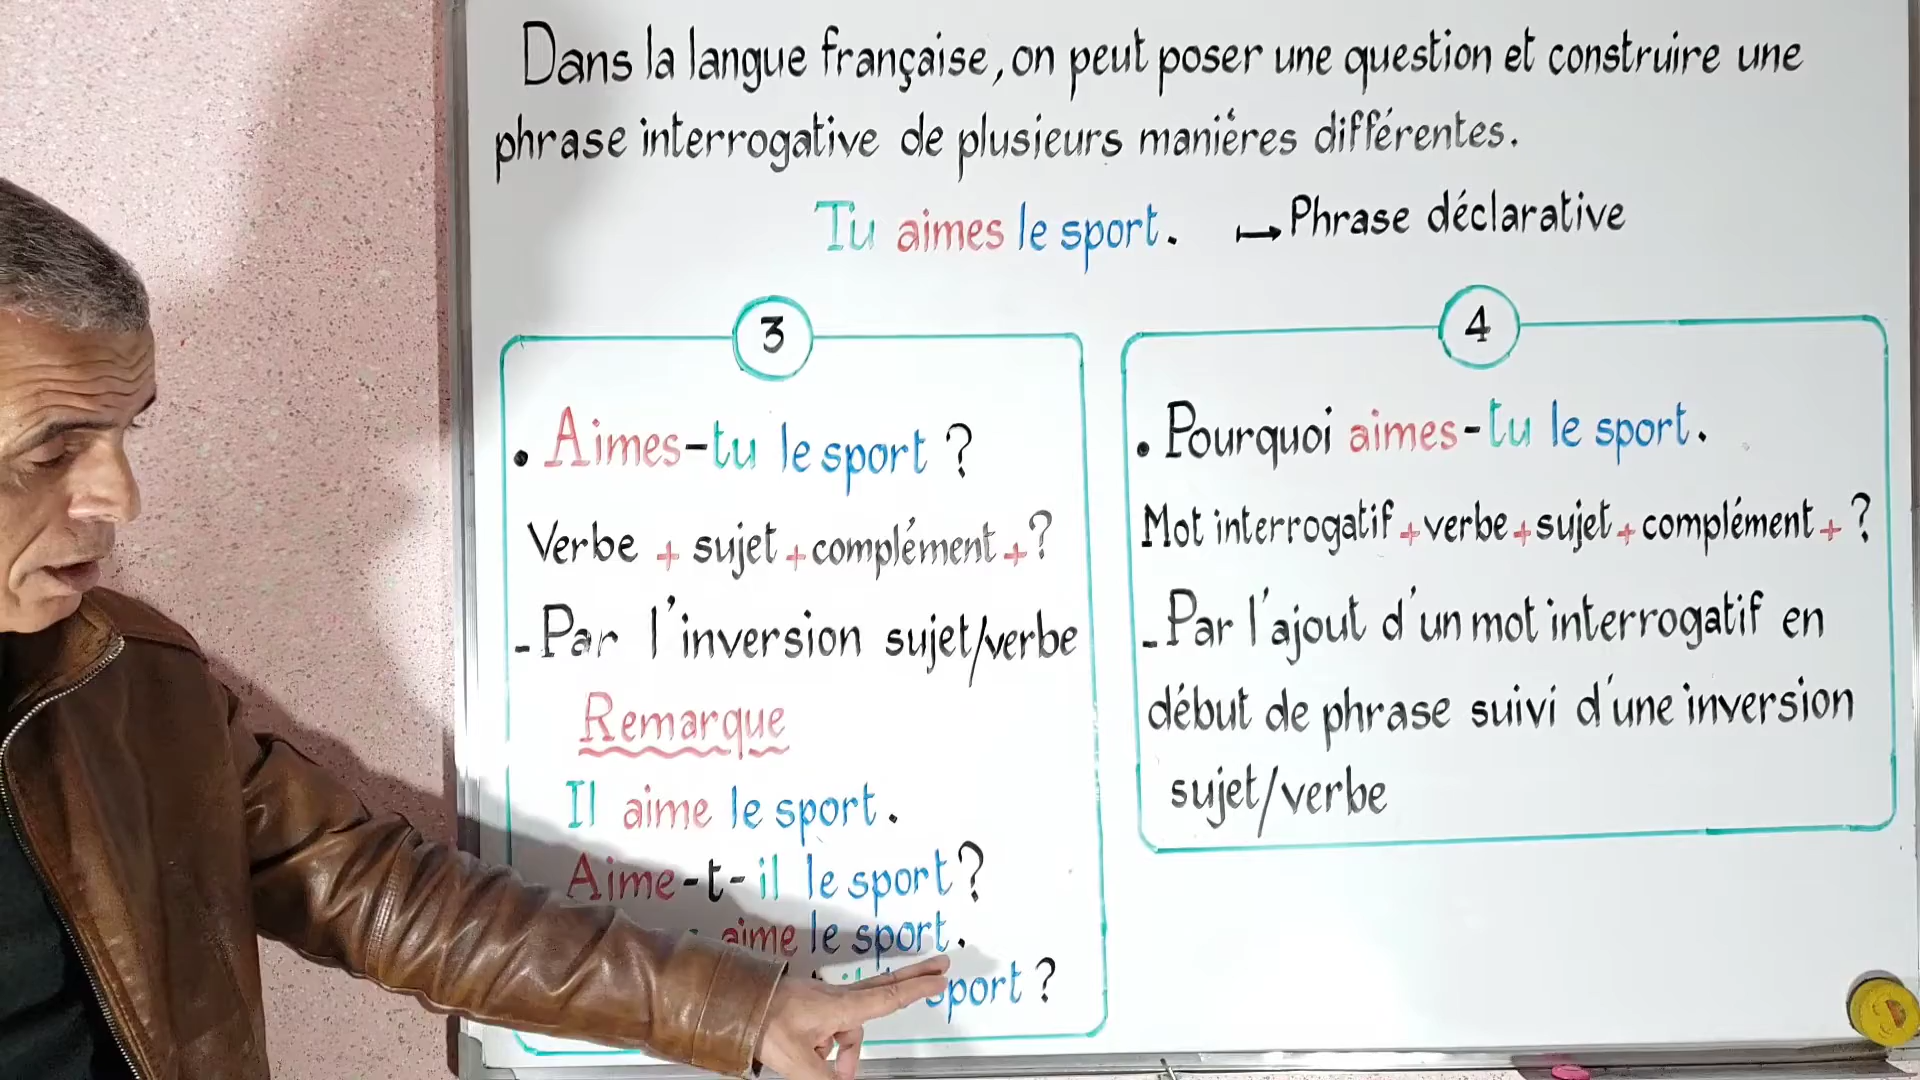 Dans la langue française, on peut poser une question et construire une
phrase interrogative de plusieurs maniéres différentes.
Tu aimes le sport. ↦ Phrase déclarative
3
• Aimes-tu le sport ?
Verbe + sujet + complément + ?
- Par l'inversion sujet/verbe
Remarque
Il aime le sport.
Aime-t-il le sport ?
aime le sport.
sport ?
4
• Pourquoi aimes-tu le sport.
Mot interrogatif + verbe + sujet + complément + ?
- Par l'ajout d'un mot interrogatif en
début de phrase suivi d'une inversion
sujet/verbe